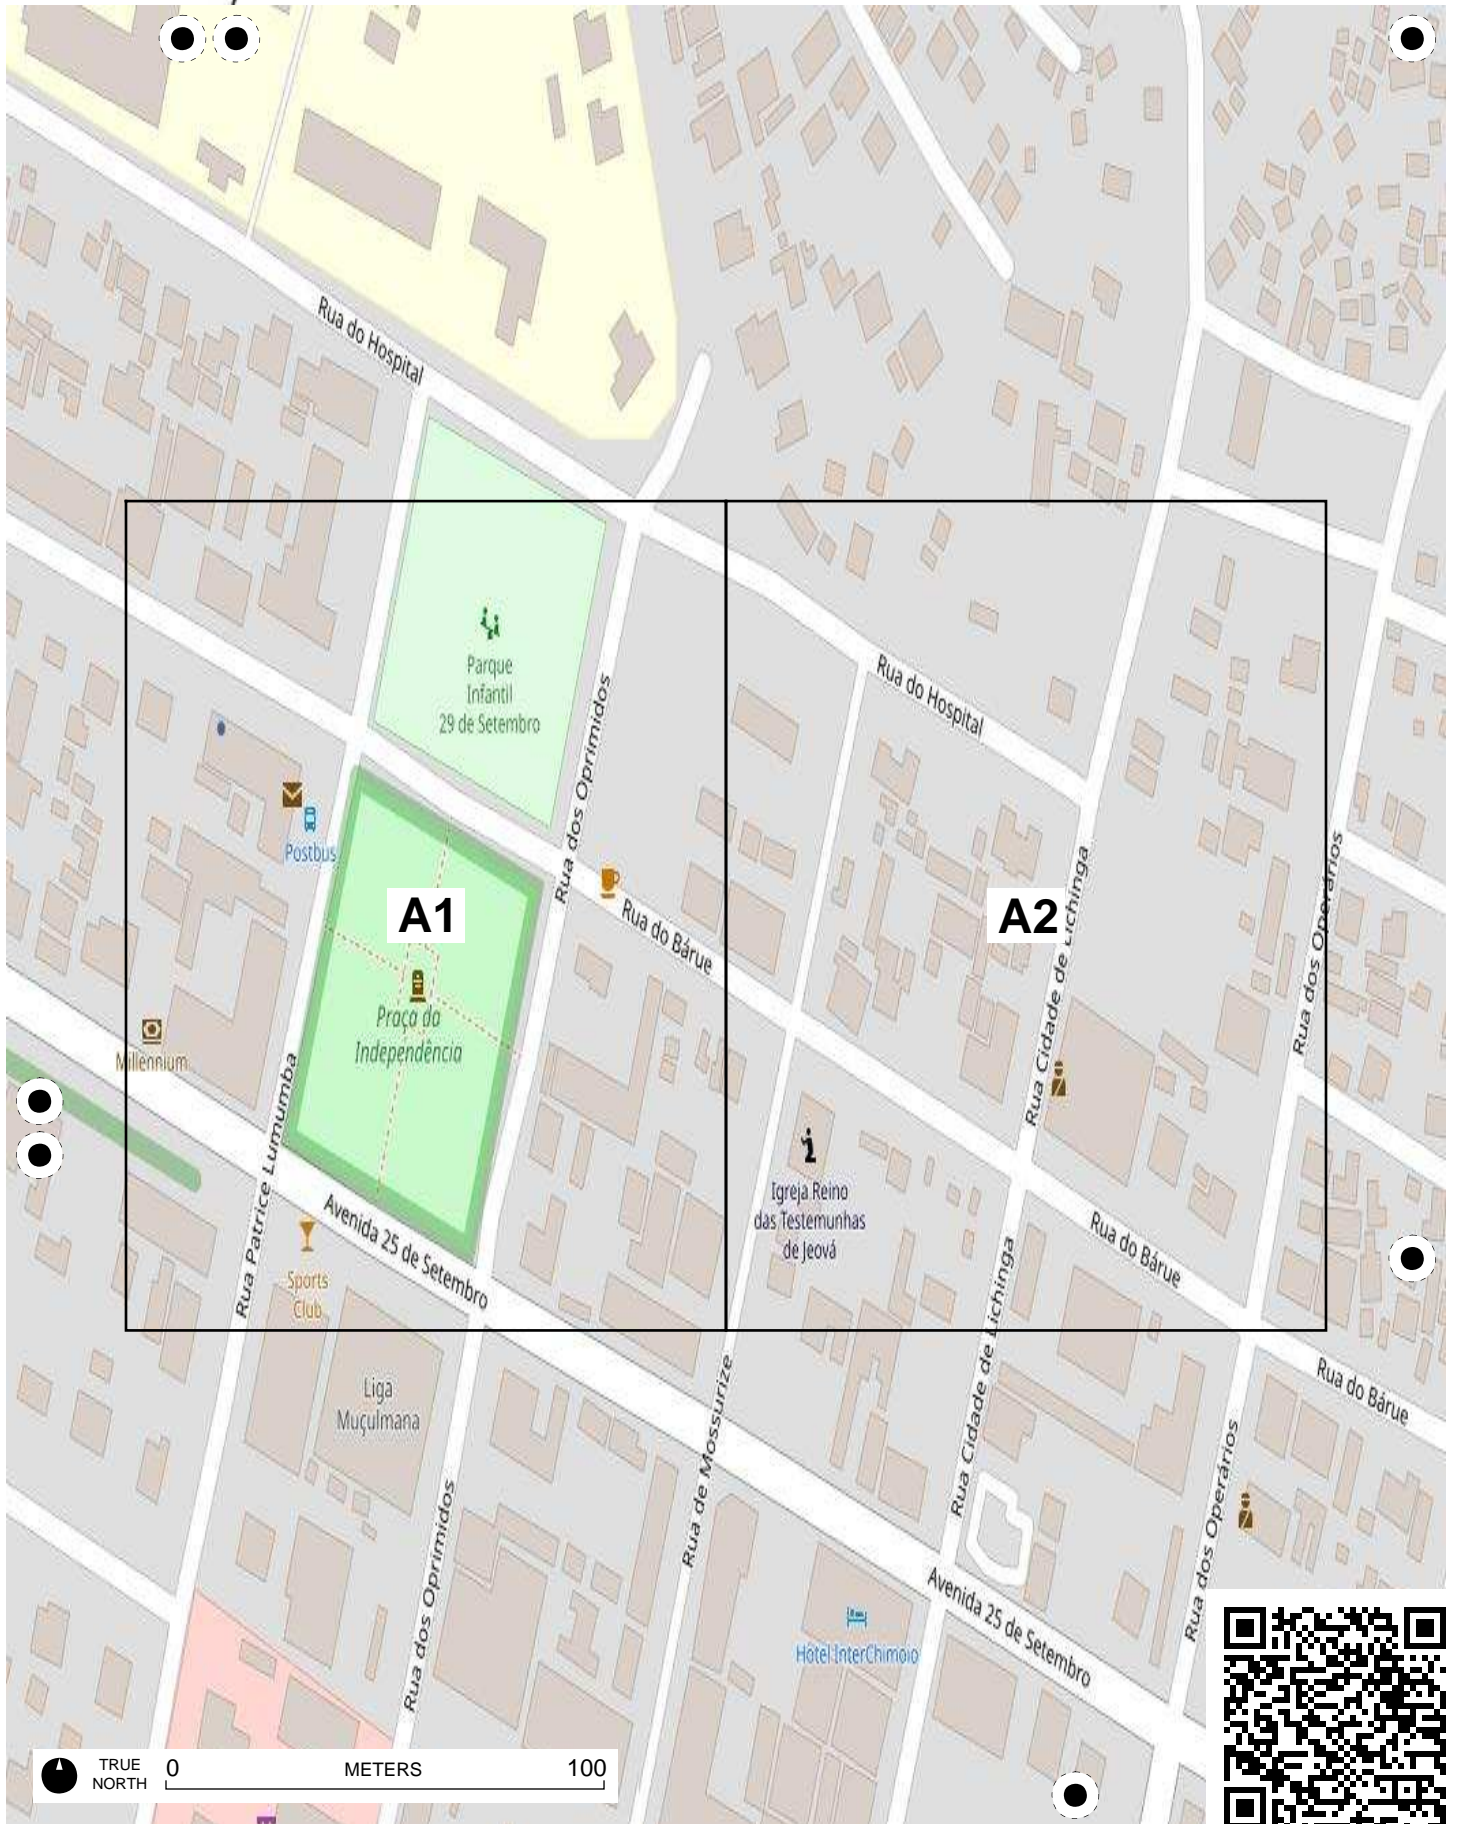 Rua do Hospital
Parque
Infantil
29 de Setembro
Rua dos Oprimidos
Rua do Hospital
Postbus
A1
A2
Rua do Bárue
Rua Cidade de Lichinga
Rua dos Operários
Praça da
Independência
Millennium
Rua Patrice Lumumba
Igreja Reino
das Testemunhas
de Jeová
Avenida 25 de Setembro
Rua do Bárue
Sports
Club
Rua Cidade de Lichinga
Liga
Muçulmana
Rua de Mossurize
Rua do Bárue
Rua dos Oprimidos
Rua dos Operários
Avenida 25 de Setembro
Hotel InterChimoio
TRUE
NORTH
0 METERS 100